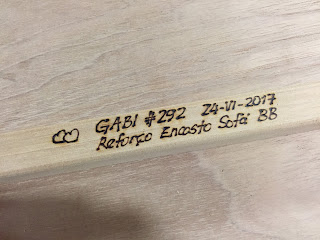 GABI #292 24-VI-2017
Reforço Encosto Sofá BB